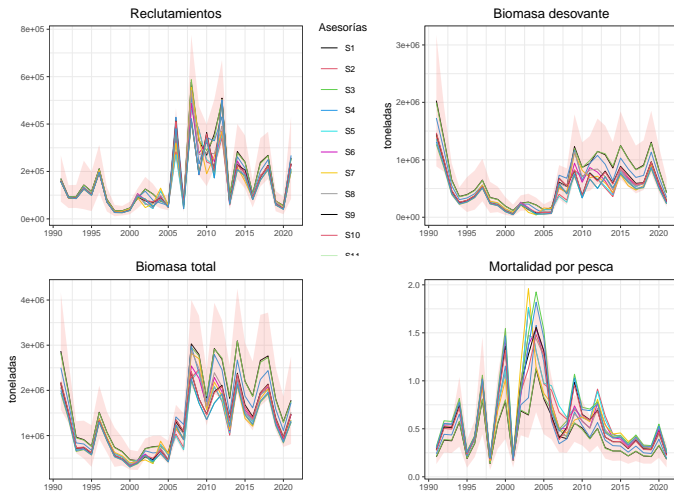 Reclutamientos
8e+05
6e+05
4e+05
2e+05
0e+00
1990 1995 2000 2005 2010 2015 2020
Asesorías
S1
S2
S3
S4
S5
S6
S7
S8
S9
S10
S11
Biomasa desovante
toneladas
3e+06
2e+06
1e+06
0e+00
1990 1995 2000 2005 2010 2015 2020
Biomasa total
toneladas
4e+06
3e+06
2e+06
1e+06
1990 1995 2000 2005 2010 2015 2020
Mortalidad por pesca
2.0
1.5
1.0
0.5
0.0
1990 1995 2000 2005 2010 2015 2020